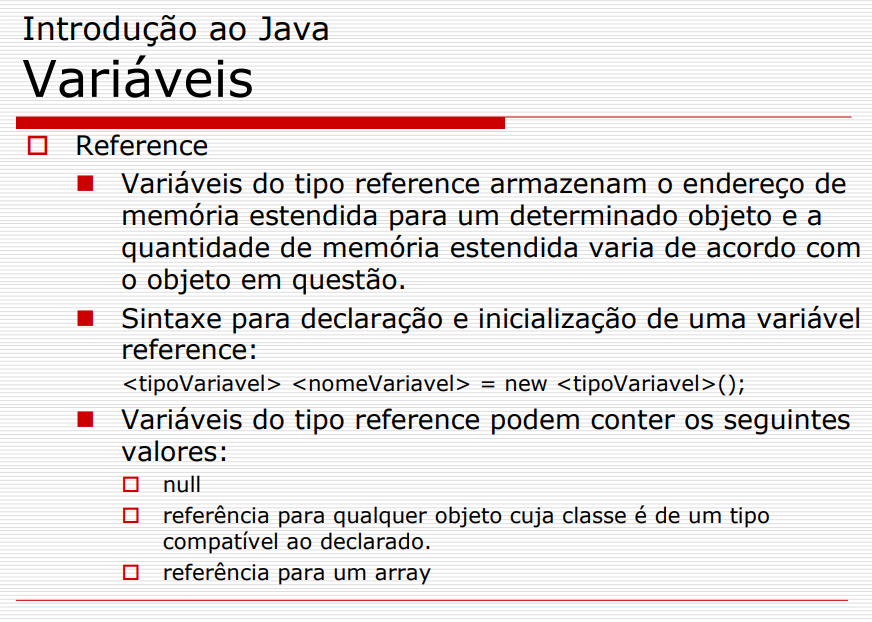 Introdução ao Java
Variáveis
Reference
Variáveis do tipo reference armazenam o endereço de
memória estendida para um determinado objeto e a
quantidade de memória estendida varia de acordo com
o objeto em questão.
Sintaxe para declaração e inicialização de uma variável
reference:
<tipoVariavel> <nomeVariavel> = new <tipoVariavel>();
Variáveis do tipo reference podem conter os seguintes
valores:
null
referência para qualquer objeto cuja classe é de um tipo
compatível ao declarado.
referência para um array